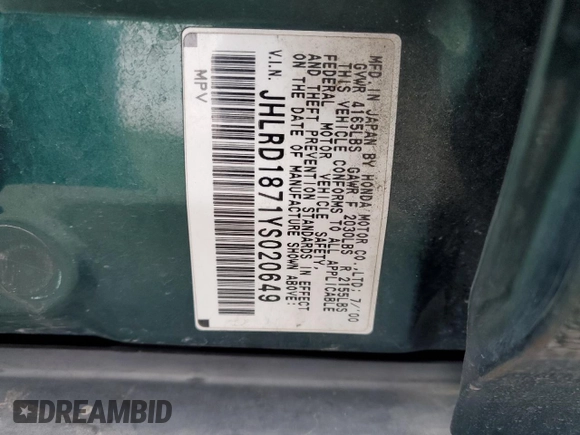 MFD. IN JAPAN BY HONDA MOTOR CO., LTD; 7/'00
GVWR 4165LBS GAWR F 2030LBS R 2155LBS
THIS VEHICLE CONFORMS TO ALL APPLICABLE
FEDERAL MOTOR VEHICLE SAFETY,
AND THEFT PREVENTION STANDARDS IN EFFECT
ON THE DATE OF MANUFACTURE SHOWN ABOVE:
V.I.N. JHLRD1871YS020649
MPV
DREAMBID